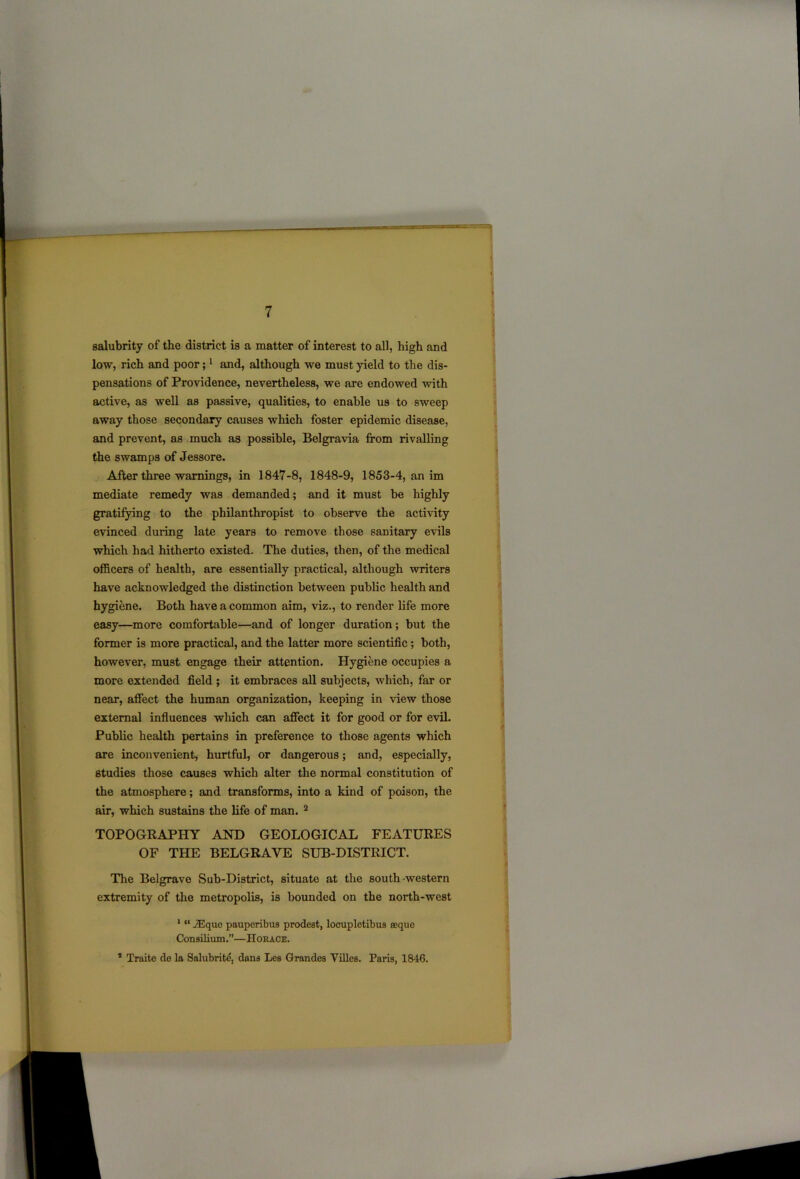 7
salubrity of the district is a matter of interest to all, high and
low, rich and poor; ¹ and, although we must yield to the dis-
pensations of Providence, nevertheless, we are endowed with
active, as well as passive, qualities, to enable us to sweep
away those secondary causes which foster epidemic disease,
and prevent, as much as possible, Belgravia from rivalling
the swamps of Jessore.
After three warnings, in 1847-8, 1848-9, 1853-4, an im
mediate remedy was demanded; and it must be highly
gratifying to the philanthropist to observe the activity
evinced during late years to remove those sanitary evils
which had hitherto existed. The duties, then, of the medical
officers of health, are essentially practical, although writers
have acknowledged the distinction between public health and
hygiène. Both have a common aim, viz., to render life more
easy—more comfortable—and of longer duration; but the
former is more practical, and the latter more scientific; both,
however, must engage their attention. Hygiène occupies a
more extended field; it embraces all subjects, which, far or
near, affect the human organization, keeping in view those
external influences which can affect it for good or for evil.
Public health pertains in preference to those agents which
are inconvenient, hurtful, or dangerous; and, especially,
studies those causes which alter the normal constitution of
the atmosphere; and transforms, into a kind of poison, the
air, which sustains the life of man. ²
TOPOGRAPHY AND GEOLOGICAL FEATURES
OF THE BELGRAVE SUB-DISTRICT.
The Belgrave Sub-District, situate at the south-western
extremity of the metropolis, is bounded on the north-west
¹ “ Æque pauperibus prodest, locupletibus æque
Consilium.”—HORACE.
² Traite de la Salubrité, dans Les Grandes Villes. Paris, 1846.